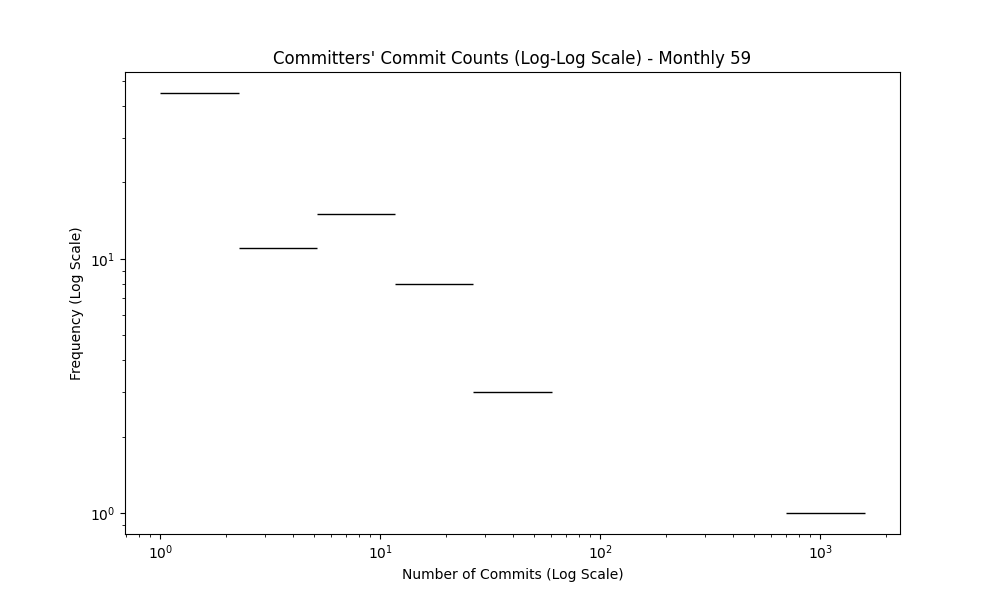 Committers' Commit Counts (Log-Log Scale) - Monthly 59
Frequency (Log Scale)
10¹
10⁰
10⁰ 10¹ 10² 10³
Number of Commits (Log Scale)